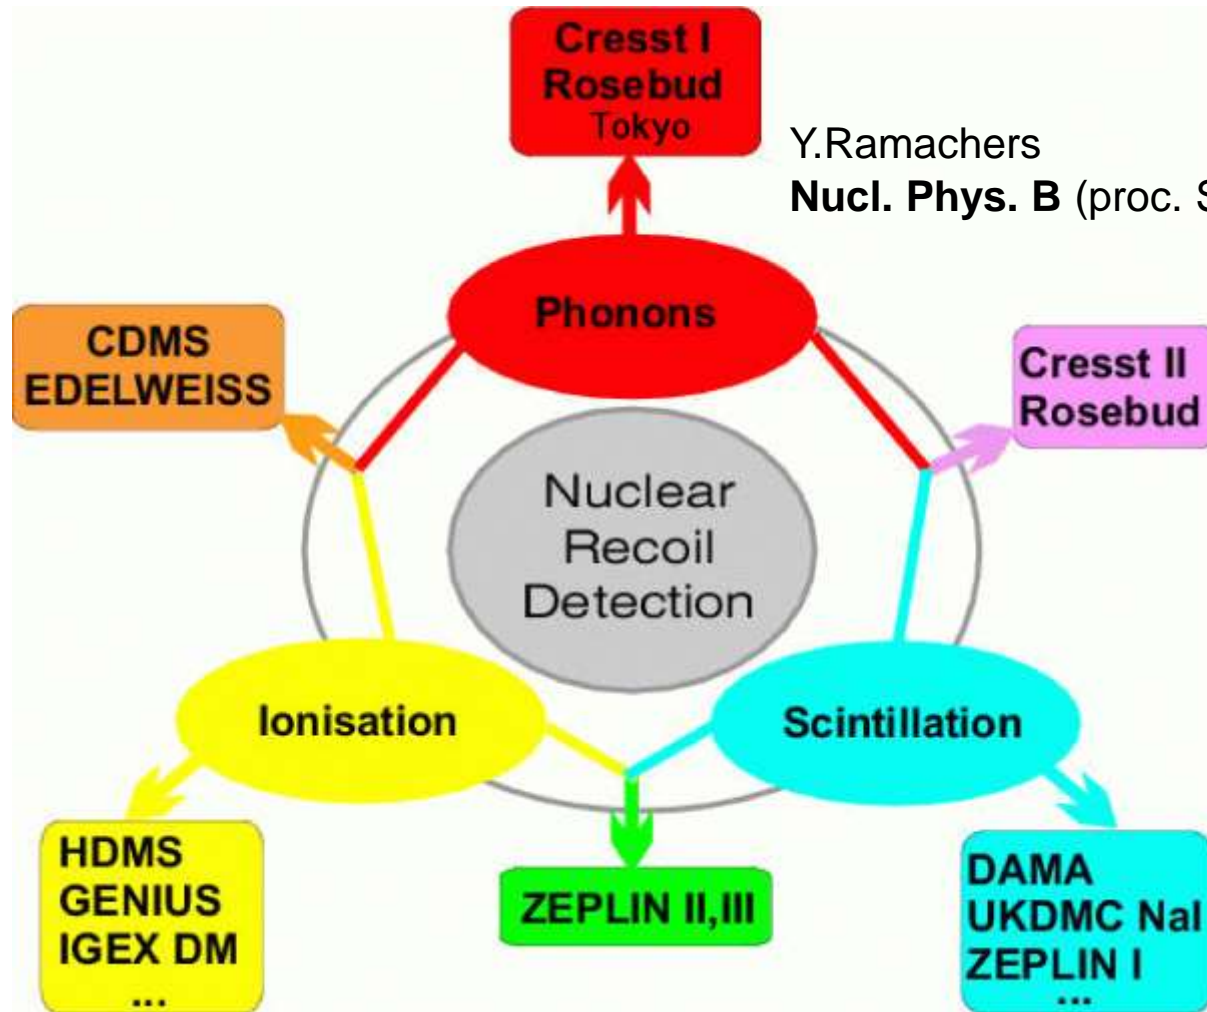 Cresst I
Rosebud
Tokyo
Y.Ramachers
Nucl. Phys. B (proc. S
Phonons
CDMS
EDELWEISS
Cresst II
Rosebud
Nuclear
Recoil
Detection
Ionisation
Scintillation
HDMS
GENIUS
IGEX DM
...
ZEPLIN II,III
DAMA
UKDMC NaI
ZEPLIN I
...